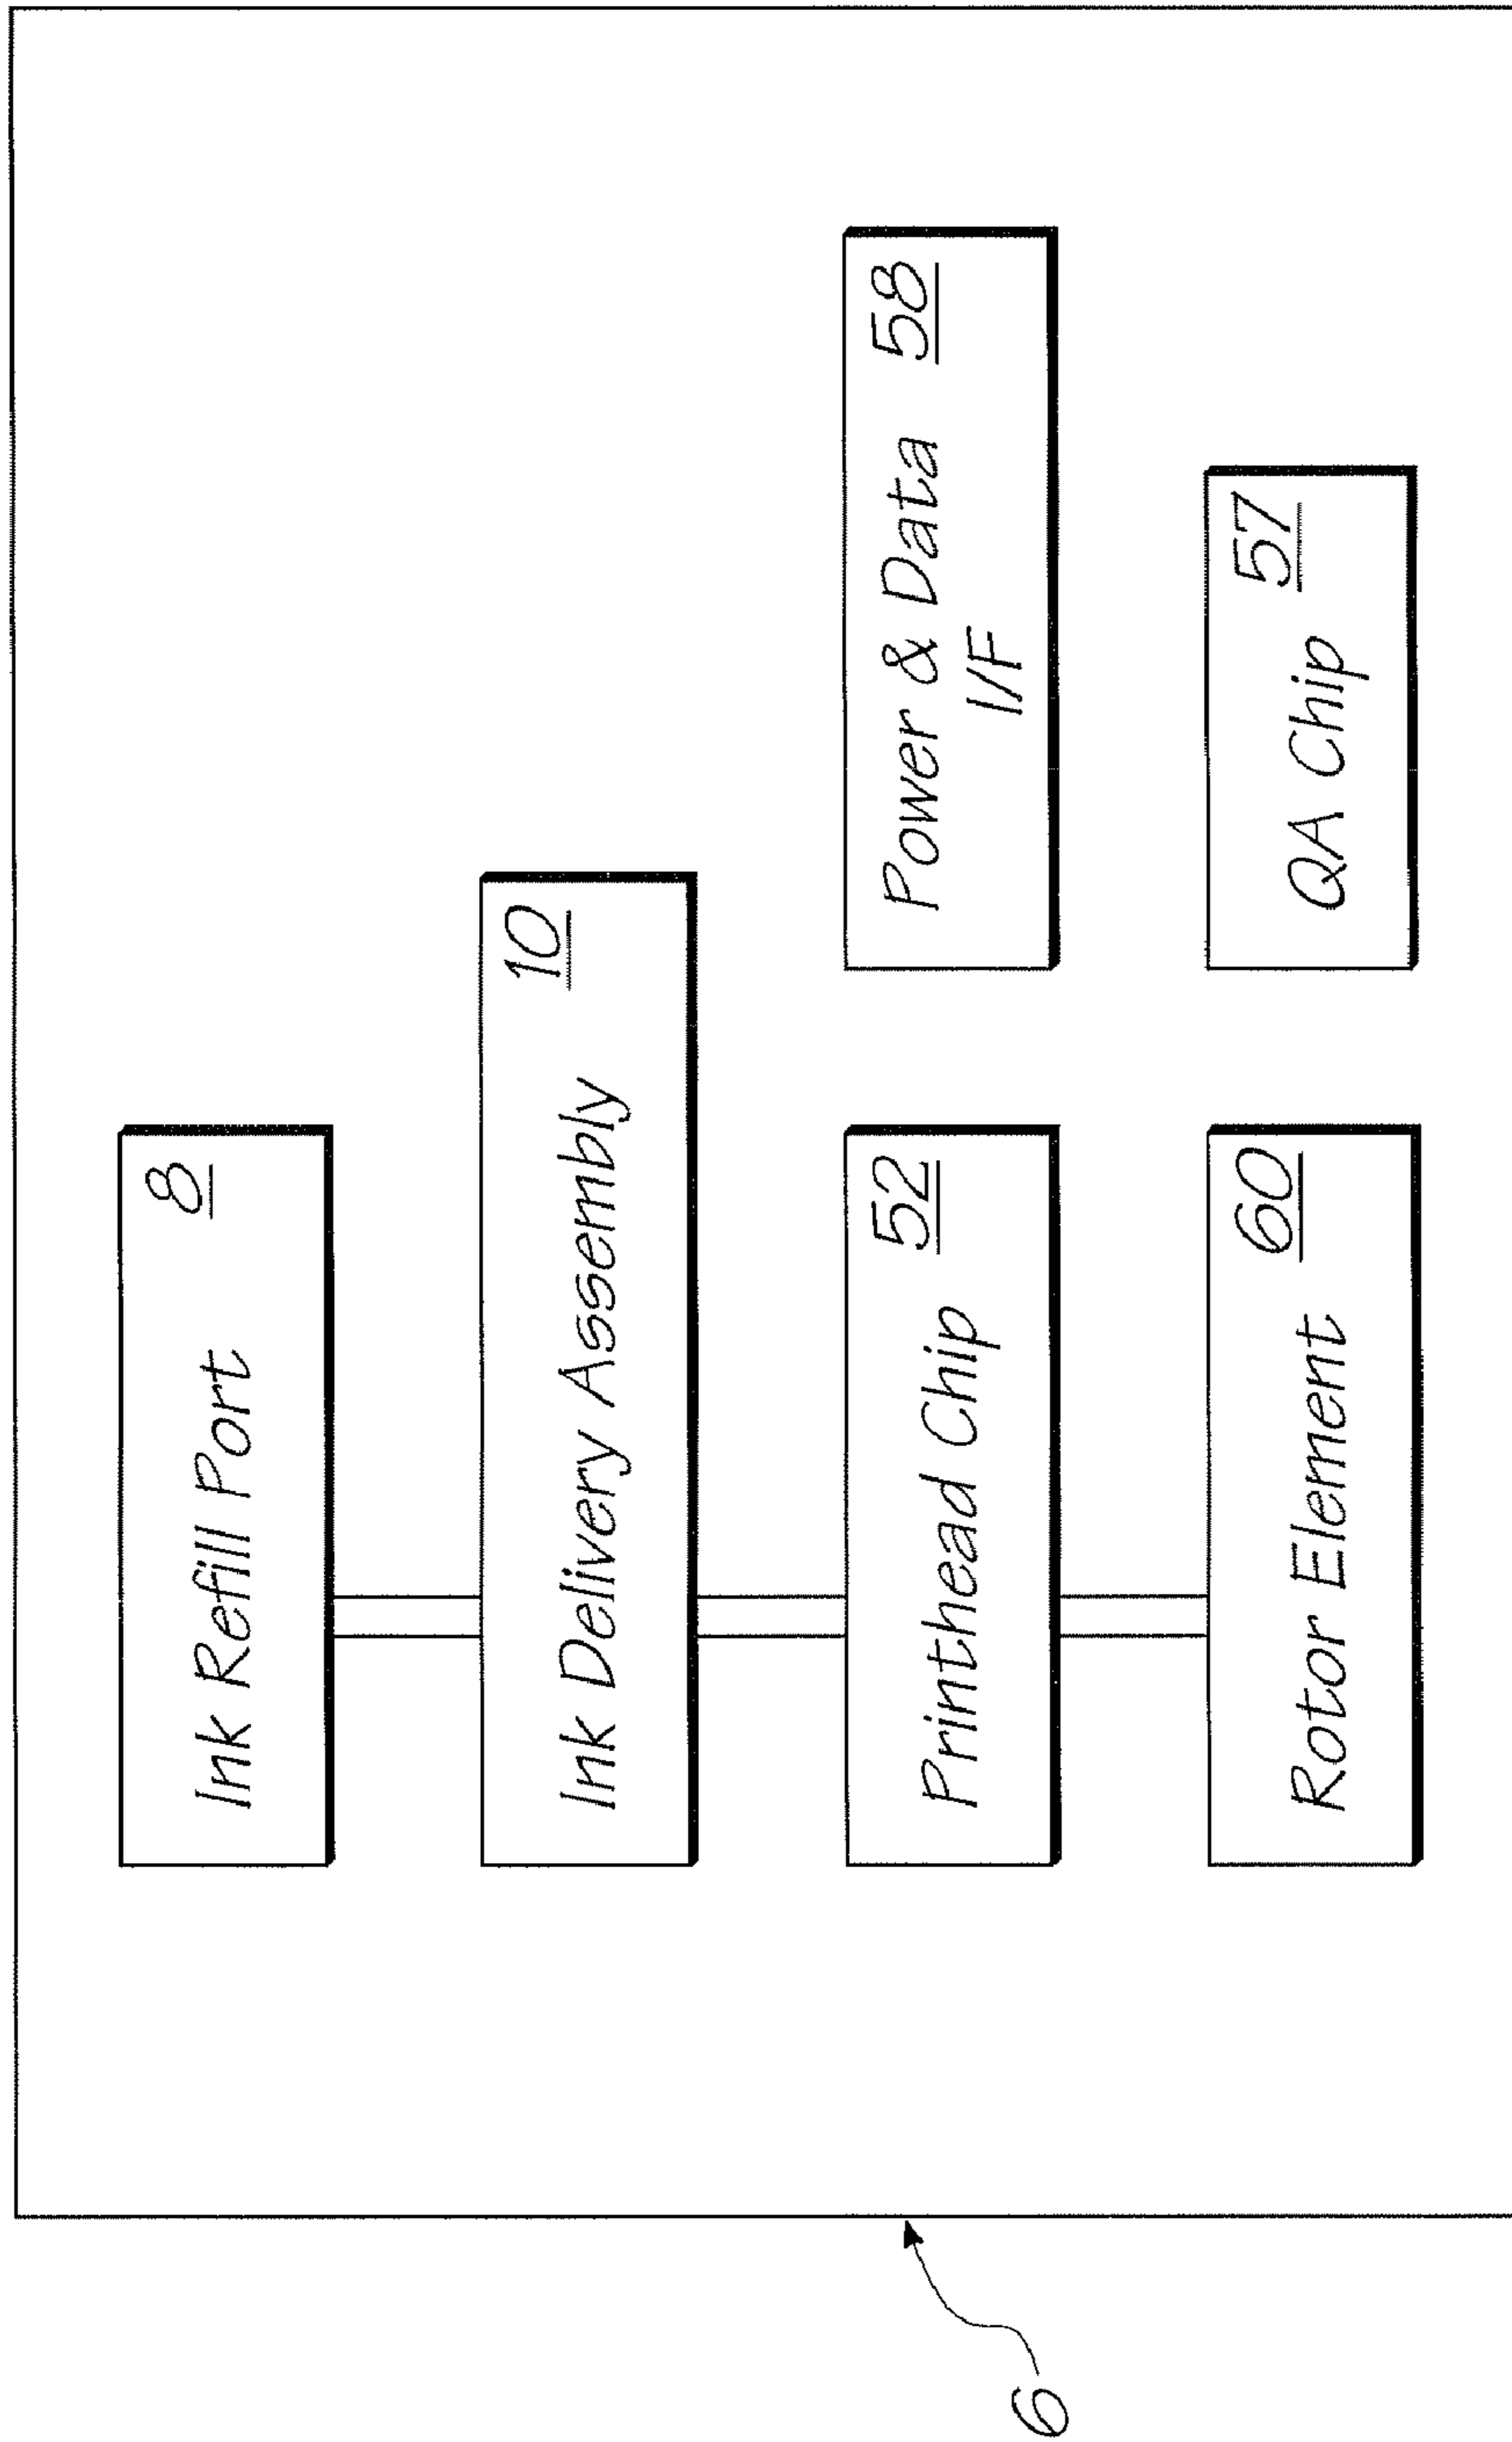 Ink Refill Port 8
Ink Delivery Assembly 10
Printhead Chip 52
Power & Data 58
I/F
Rotor Element 60
QA Chip 57
6